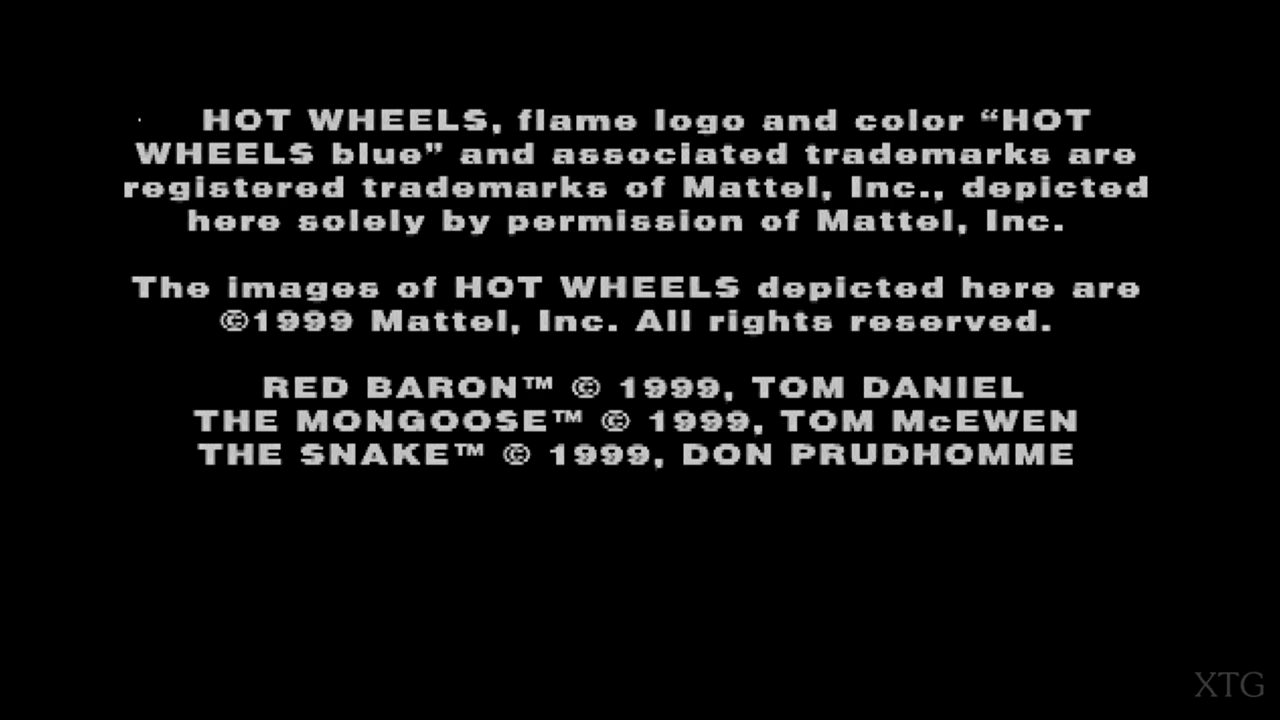 HOT WHEELS, flame logo and color “HOT
WHEELS blue” and associated trademarks are
registered trademarks of Mattel, Inc., depicted
here solely by permission of Mattel, Inc.
The images of HOT WHEELS depicted here are
©1999 Mattel, Inc. All rights reserved.
RED BARON™ © 1999, TOM DANIEL
THE MONGOOSE™ © 1999, TOM McEWEN
THE SNAKE™ © 1999, DON PRUDHOMME
XTG